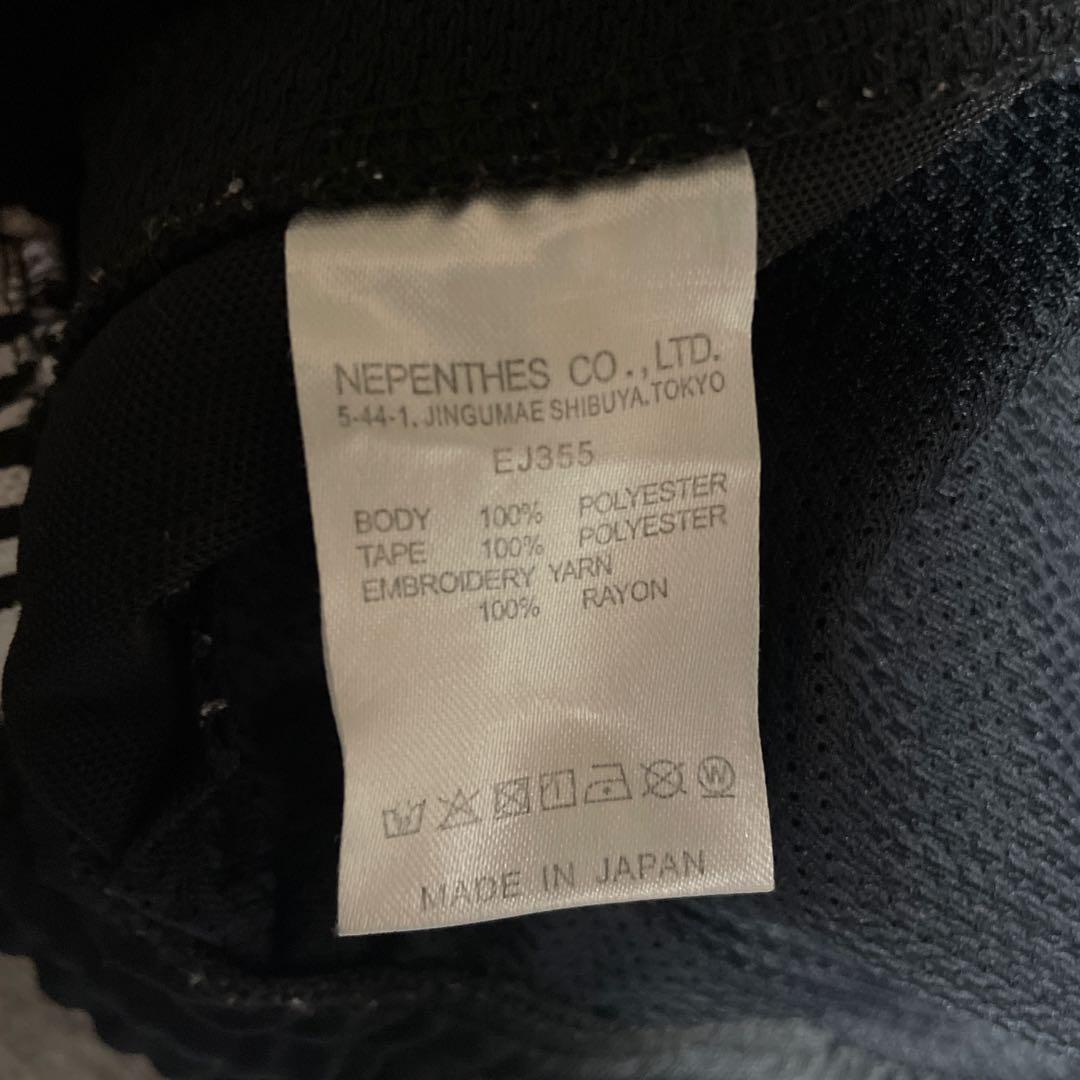 NEPENTHES CO.,LTD.
5-44-1, JINGUMAE SHIBUYA.TOKYO
EJ355
BODY 100% POLYESTER
TAPE 100% POLYESTER
EMBROIDERY YARN
100% RAYON
W
MADE IN JAPAN